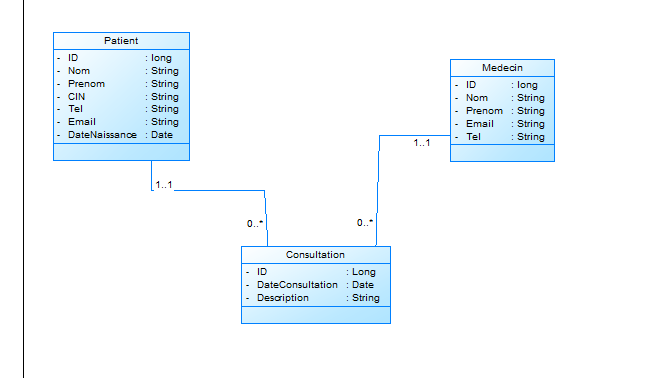 Patient
- ID : long
- Nom : String
- Prenom : String
- CIN : String
- Tel : String
- Email : String
- DateNaissance : Date
Medecin
- ID : long
- Nom : String
- Prenom : String
- Email : String
- Tel : String
1..1
1..1
0..*
0..*
Consultation
- ID : Long
- DateConsultation : Date
- Description : String